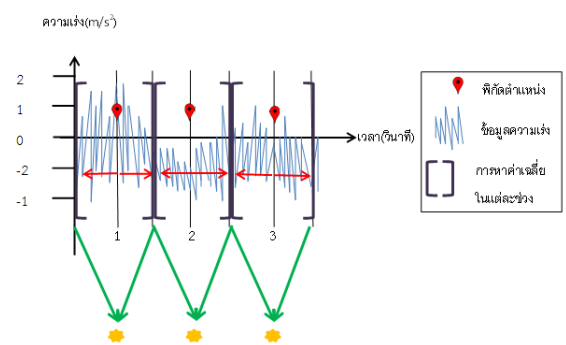 ความเร่ง(m/s²)
2
1
0
-2
-1
เวลา(วินาที)
1
2
3
พิกัดตำแหน่ง
ข้อมูลความเร่ง
การหาค่าเฉลี่ย
ในแต่ละช่วง